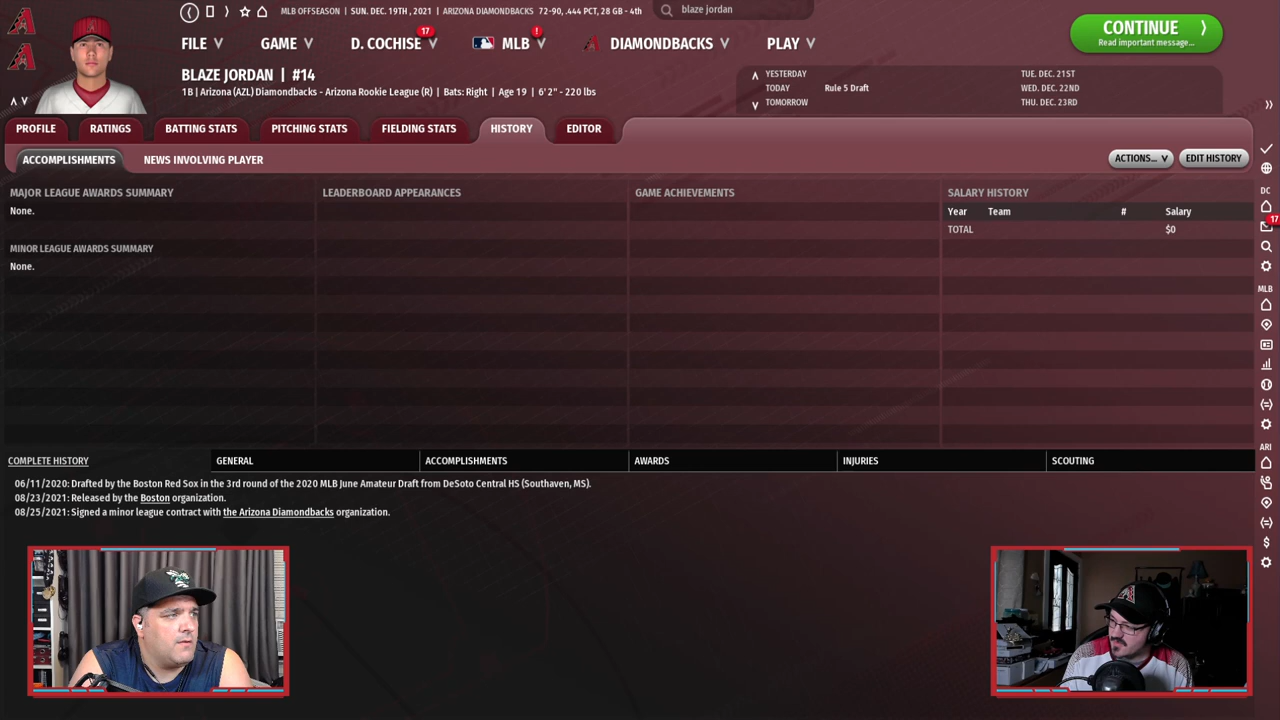 MLB OFFSEASON | SUN. DEC. 19TH, 2021 | ARIZONA DIAMONDBACKS 72-90, .444 PCT, 28 GB - 4th
blaze jordan
FILE GAME D. COCHISE 17 MLB ! DIAMONDBACKS PLAY
CONTINUE
Read important message...
BLAZE JORDAN | #14
1B | Arizona (AZL) Diamondbacks - Arizona Rookie League (R) | Bats: Right | Age 19 | 6' 2" - 220 lbs
YESTERDAY TUE. DEC. 21ST
TODAY Rule 5 Draft WED. DEC. 22ND
TOMORROW THU. DEC. 23RD
PROFILE RATINGS BATTING STATS PITCHING STATS FIELDING STATS HISTORY EDITOR
ACCOMPLISHMENTS NEWS INVOLVING PLAYER ACTIONS... EDIT HISTORY
MAJOR LEAGUE AWARDS SUMMARY LEADERBOARD APPEARANCES GAME ACHIEVEMENTS SALARY HISTORY
None. Year Team # Salary
TOTAL $0
MINOR LEAGUE AWARDS SUMMARY
None.
DC
17
MLB
ARI
COMPLETE HISTORY GENERAL ACCOMPLISHMENTS AWARDS INJURIES SCOUTING
06/11/2020: Drafted by the Boston Red Sox in the 3rd round of the 2020 MLB June Amateur Draft from DeSoto Central HS (Southaven, MS).
08/23/2021: Released by the Boston organization.
08/25/2021: Signed a minor league contract with the Arizona Diamondbacks organization.